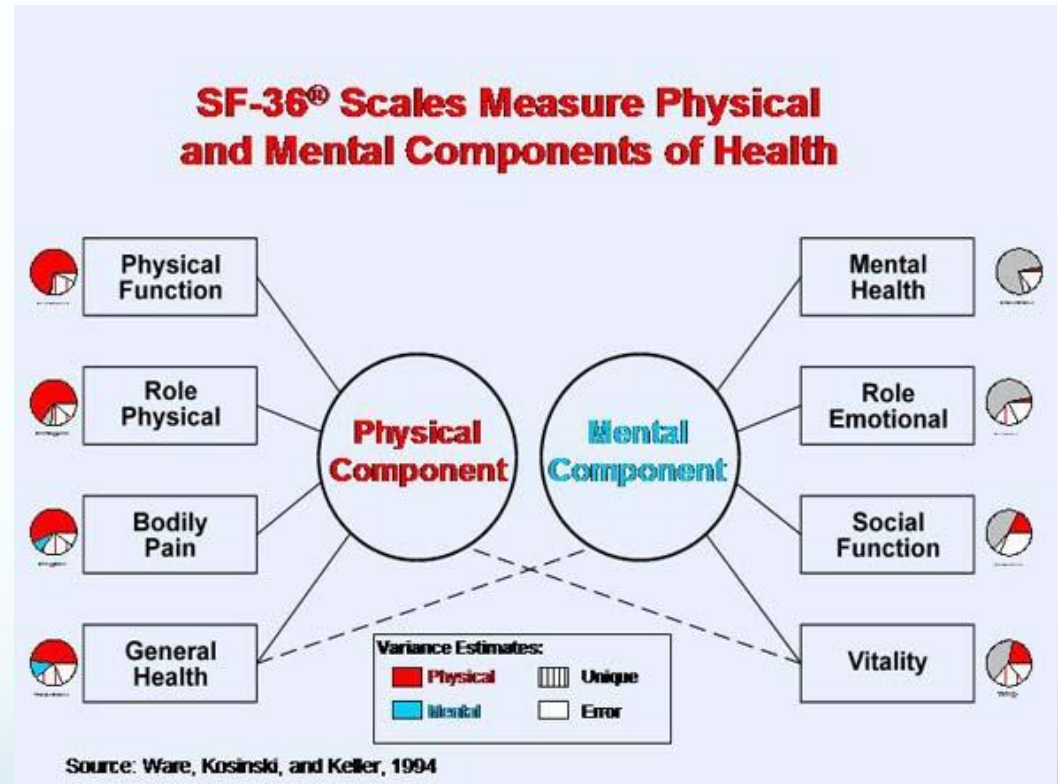 SF-36® Scales Measure Physical
and Mental Components of Health
Physical
Function
Role
Physical
Bodily
Pain
General
Health
Physical
Component
Mental
Component
Mental
Health
Role
Emotional
Social
Function
Vitality
Variance Estimates:
Physical
Unique
Mental
Error
Source: Ware, Kosinski, and Keller, 1994